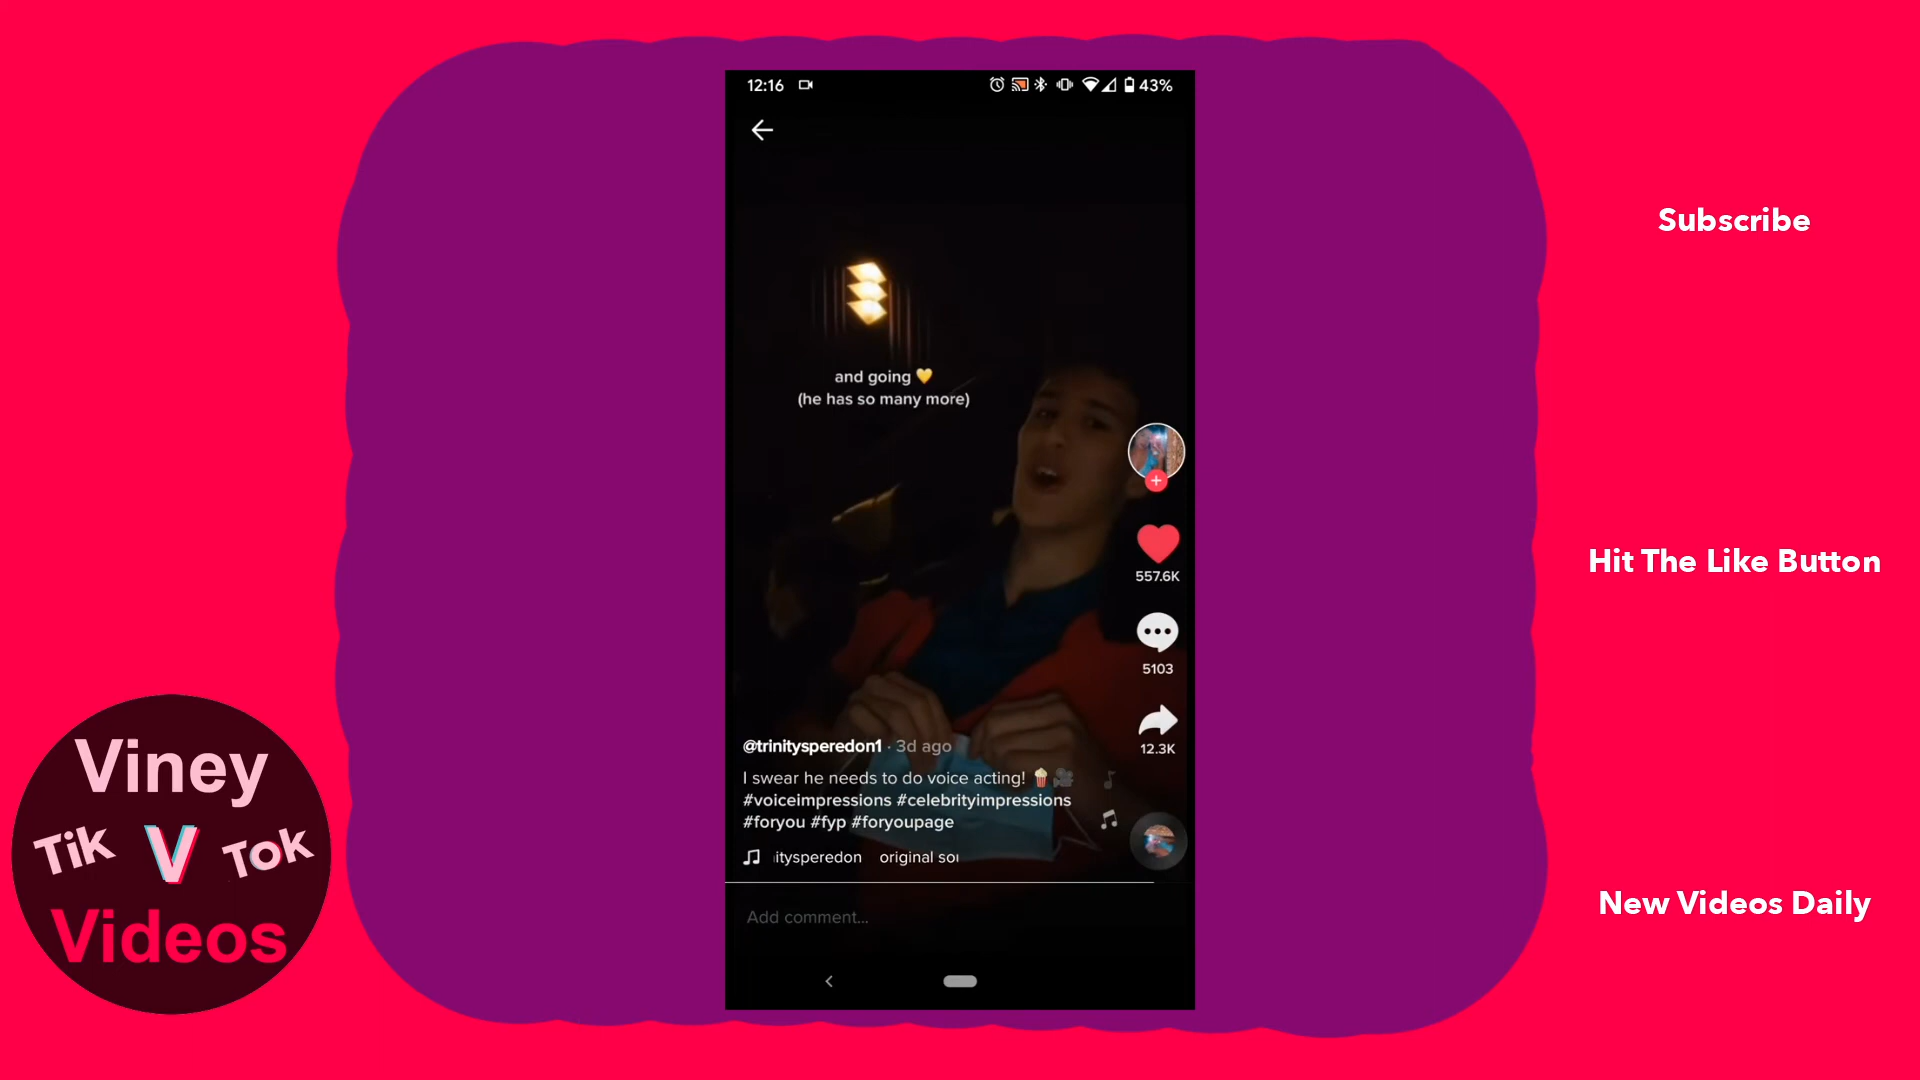 12:16
43%
and going 💛
(he has so many more)
557.6K
5103
12.3K
@trinitysperedon1 · 3d ago
I swear he needs to do voice acting! 🍿🎥
#voiceimpressions #celebrityimpressions
#foryou #fyp #foryoupage
itysperedon original sou
Add comment...
Subscribe
Hit The Like Button
New Videos Daily
Viney
Tik V Tok
Videos